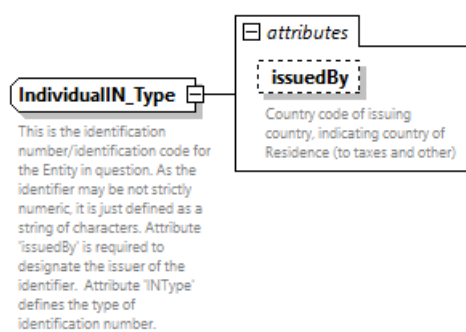 attributes
issuedBy
Country code of issuing
country, indicating country of
Residence (to taxes and other)
IndividualIN_Type
This is the identification
number/identification code for
the Entity in question. As the
identifier may be not strictly
numeric, it is just defined as a
string of characters. Attribute
'issuedBy' is required to
designate the issuer of the
identifier.  Attribute 'INType'
defines the type of
identification number.